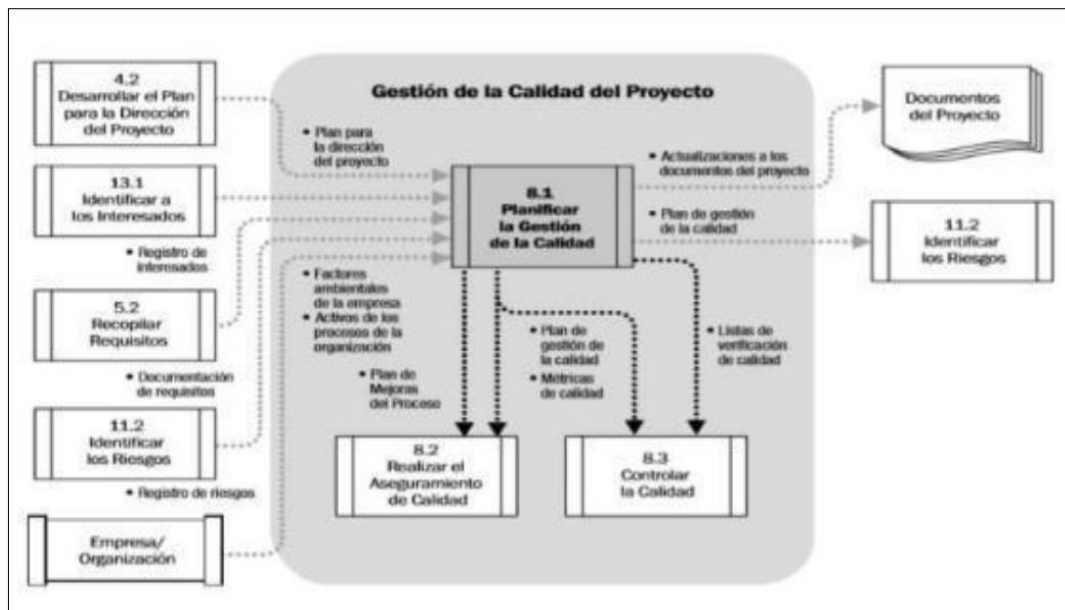 Gestión de la Calidad del Proyecto
4.2
Desarrollar el Plan
para la Dirección
del Proyecto
• Plan para
la dirección
del proyecto
13.1
Identificar a
los Interesados
• Registro de
interesados
5.2
Recopilar
Requisitos
• Documentación
de requisitos
11.2
Identificar
los Riesgos
• Registro de riesgos
Empresa/
Organización
• Factores
ambientales
de la empresa
• Activos de los
procesos de la
organización
8.1
Planificar
la Gestión
de la Calidad
• Actualizaciones a los
documentos del proyecto
• Plan de gestión
de la calidad
Documentos
del Proyecto
11.2
Identificar
los Riesgos
• Plan de
Mejoras
del Proceso
• Plan de
gestión de
la calidad
• Métricas
de calidad
• Listas de
verificación
de calidad
8.2
Realizar el
Aseguramiento
de Calidad
8.3
Controlar
la Calidad